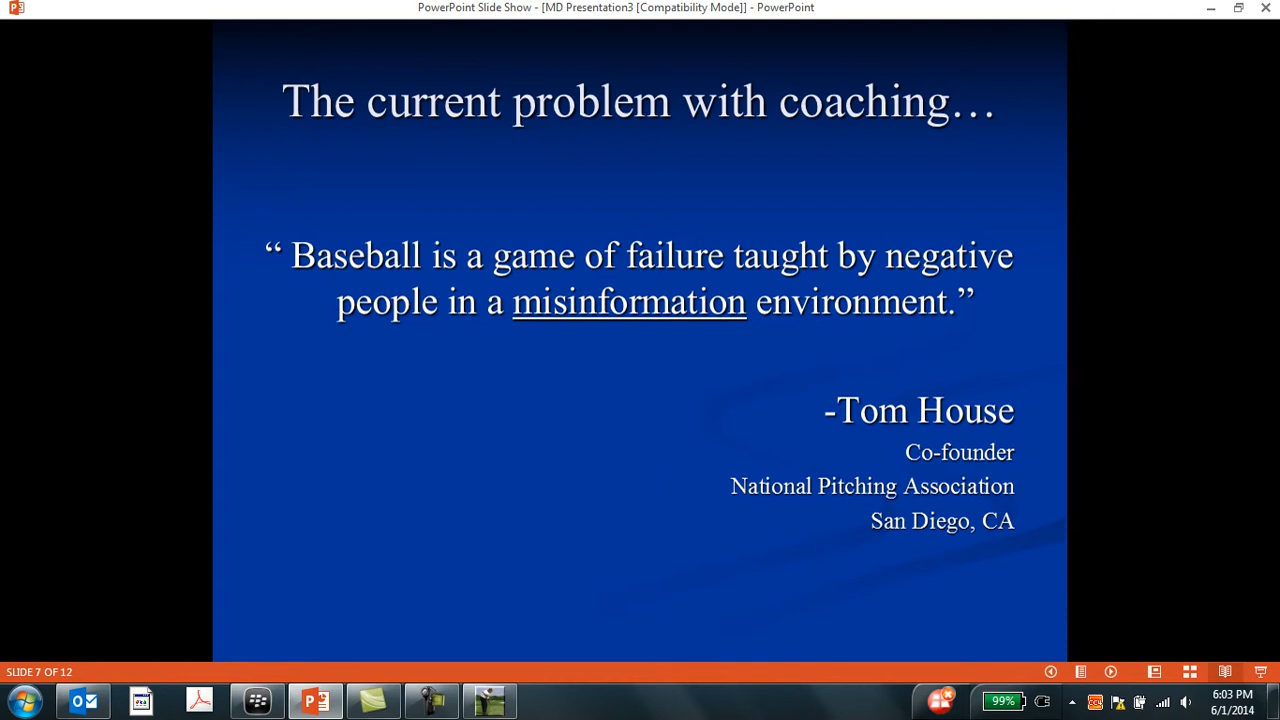 PowerPoint Slide Show - [MD Presentation3 [Compatibility Mode]] - PowerPoint
The current problem with coaching…
“ Baseball is a game of failure taught by negative
people in a misinformation environment.”
-Tom House
Co-founder
National Pitching Association
San Diego, CA
SLIDE 7 OF 12
99%
6:03 PM
6/1/2014